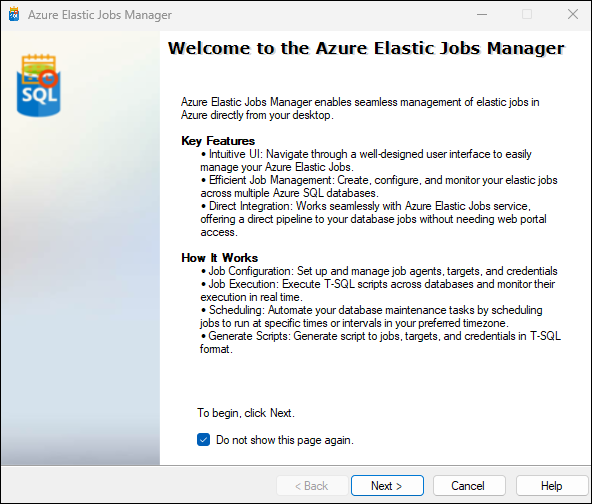 Azure Elastic Jobs Manager
Welcome to the Azure Elastic Jobs Manager
SQL
SQL
Azure Elastic Jobs Manager enables seamless management of elastic jobs in
Azure directly from your desktop.
Key Features
• Intuitive UI: Navigate through a well-designed user interface to easily
manage your Azure Elastic Jobs.
• Efficient Job Management: Create, configure, and monitor your elastic jobs
across multiple Azure SQL databases.
• Direct Integration: Works seamlessly with Azure Elastic Jobs service,
offering a direct pipeline to your database jobs without needing web portal
access.
How It Works
• Job Configuration: Set up and manage job agents, targets, and credentials
• Job Execution: Execute T-SQL scripts across databases and monitor their
execution in real time.
• Scheduling: Automate your database maintenance tasks by scheduling
jobs to run at specific times or intervals in your preferred timezone.
• Generate Scripts: Generate script to jobs, targets, and credentials in T-SQL
format.
To begin, click Next.
Do not show this page again.
< Back
Next >
Cancel
Help